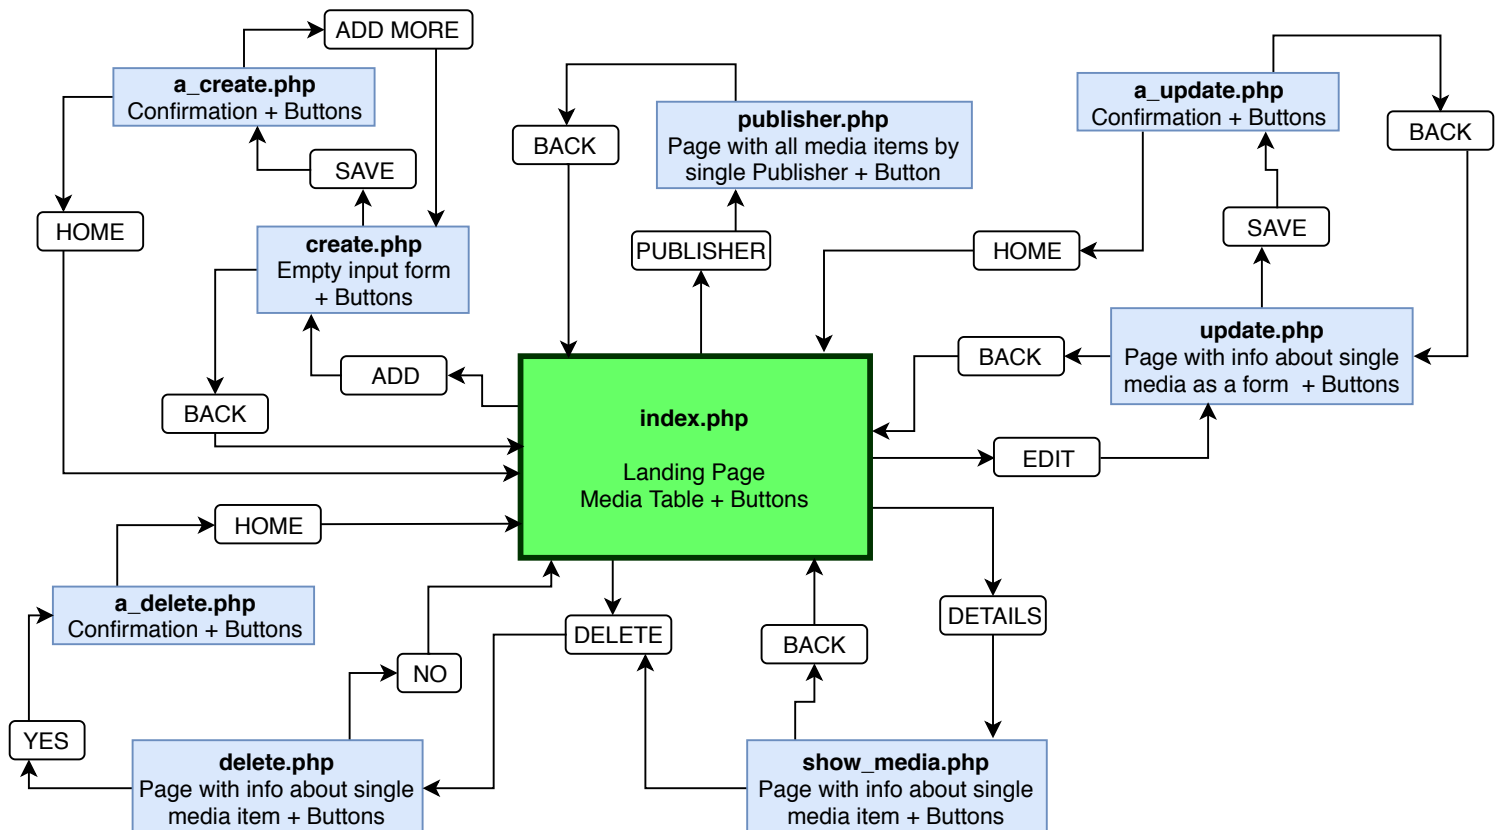 ADD MORE
a_create.php
Confirmation + Buttons
SAVE
HOME
create.php
Empty input form
+ Buttons
ADD
BACK
BACK
publisher.php
Page with all media items by
single Publisher + Button
PUBLISHER
a_update.php
Confirmation + Buttons
BACK
SAVE
HOME
update.php
Page with info about single
media as a form + Buttons
BACK
EDIT
index.php
Landing Page
Media Table + Buttons
HOME
a_delete.php
Confirmation + Buttons
NO
YES
delete.php
Page with info about single
media item + Buttons
DELETE
BACK
DETAILS
show_media.php
Page with info about single
media item + Buttons